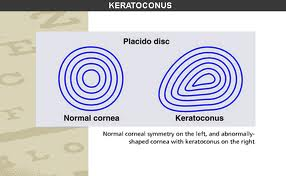 KERATOCONUS
Placido disc
Normal cornea Keratoconus
Normal corneal symmetry on the left, and abnormally-
shaped cornea with keratoconus on the right